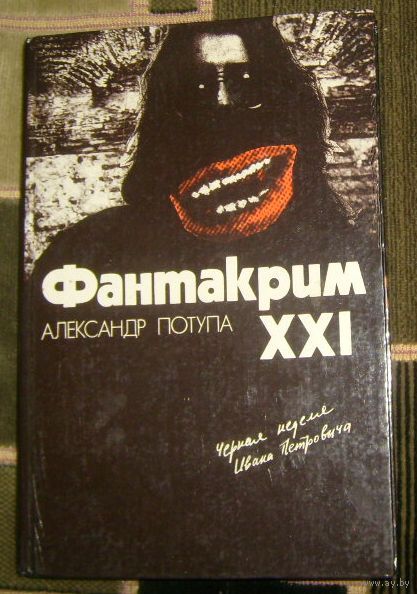 Фантакрим
АЛЕКСАНДР ПОТУПА
XXI
Черная неделя
Ивана Петровича
www.ay.by